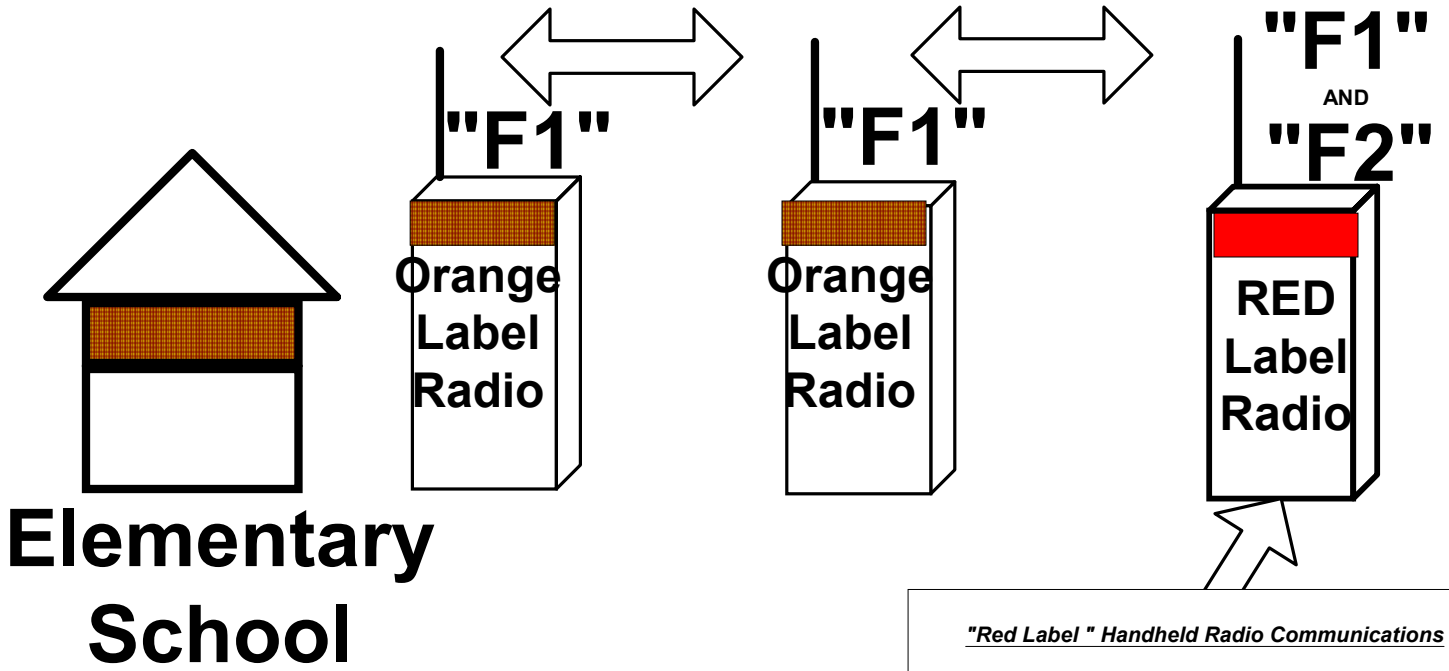 "F1"
"F1"
"F1"
AND
"F2"
Orange
Label
Radio
Orange
Label
Radio
RED
Label
Radio
Elementary
School
"Red Label " Handheld Radio Communications